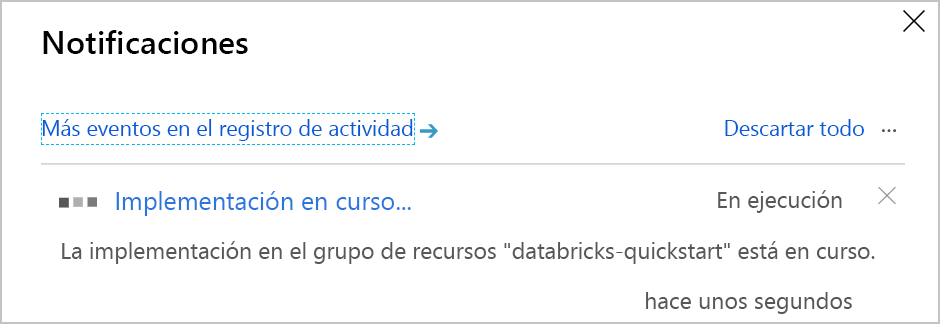 Notificaciones
Más eventos en el registro de actividad → Descartar todo ...
Implementación en curso... En ejecución
La implementación en el grupo de recursos "databricks-quickstart" está en curso.
hace unos segundos